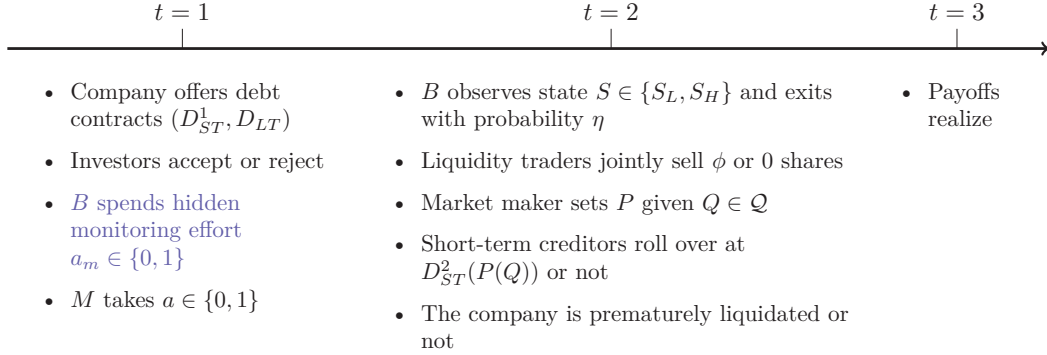 t = 1
t = 2
t = 3
• Company offers debt
contracts (D^1_{ST}, D_{LT})
• Investors accept or reject
• B spends hidden
monitoring effort
a_m ∈ {0, 1}
• M takes a ∈ {0, 1}
• B observes state S ∈ {S_L, S_H} and exits
with probability η
• Liquidity traders jointly sell ϕ or 0 shares
• Market maker sets P given Q ∈ 𝒬
• Short-term creditors roll over at
D^2_{ST}(P(Q)) or not
• The company is prematurely liquidated or
not
• Payoffs
realize